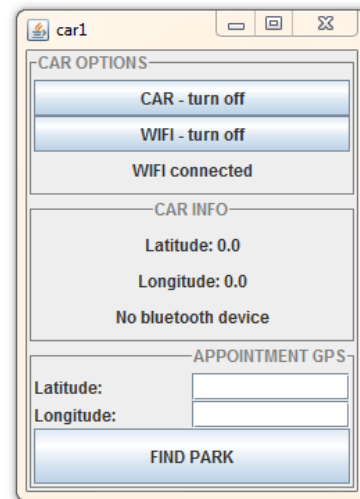 car1
CAR OPTIONS
CAR - turn off
WIFI - turn off
WIFI connected
CAR INFO
Latitude: 0.0
Longitude: 0.0
No bluetooth device
APPOINTMENT GPS
Latitude:
Longitude:
FIND PARK